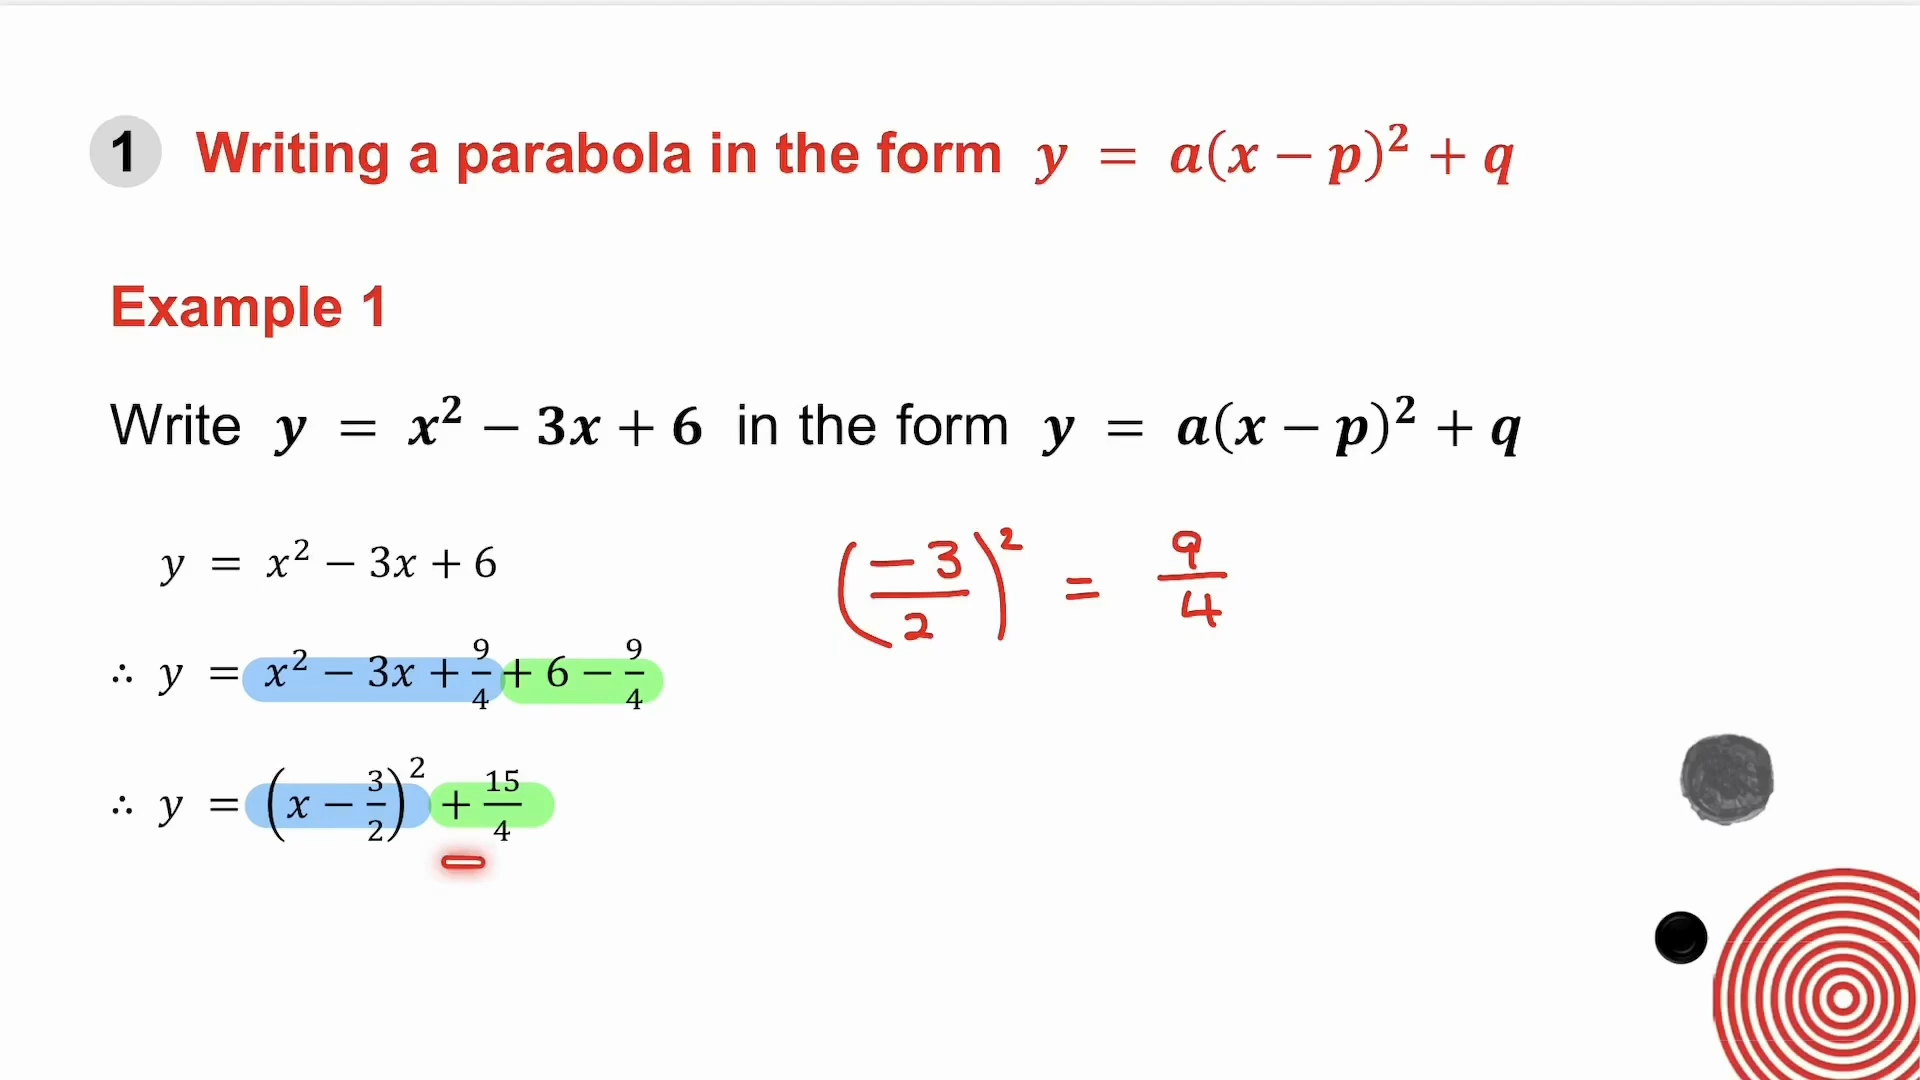 1 Writing a parabola in the form y = a(x − p)² + q
Example 1
Write y = x² − 3x + 6 in the form y = a(x − p)² + q
y = x² − 3x + 6
(−3/2)² = 9/4
∴ y = x² − 3x + 9/4 + 6 − 9/4
∴ y = (x − 3/2)² + 15/4